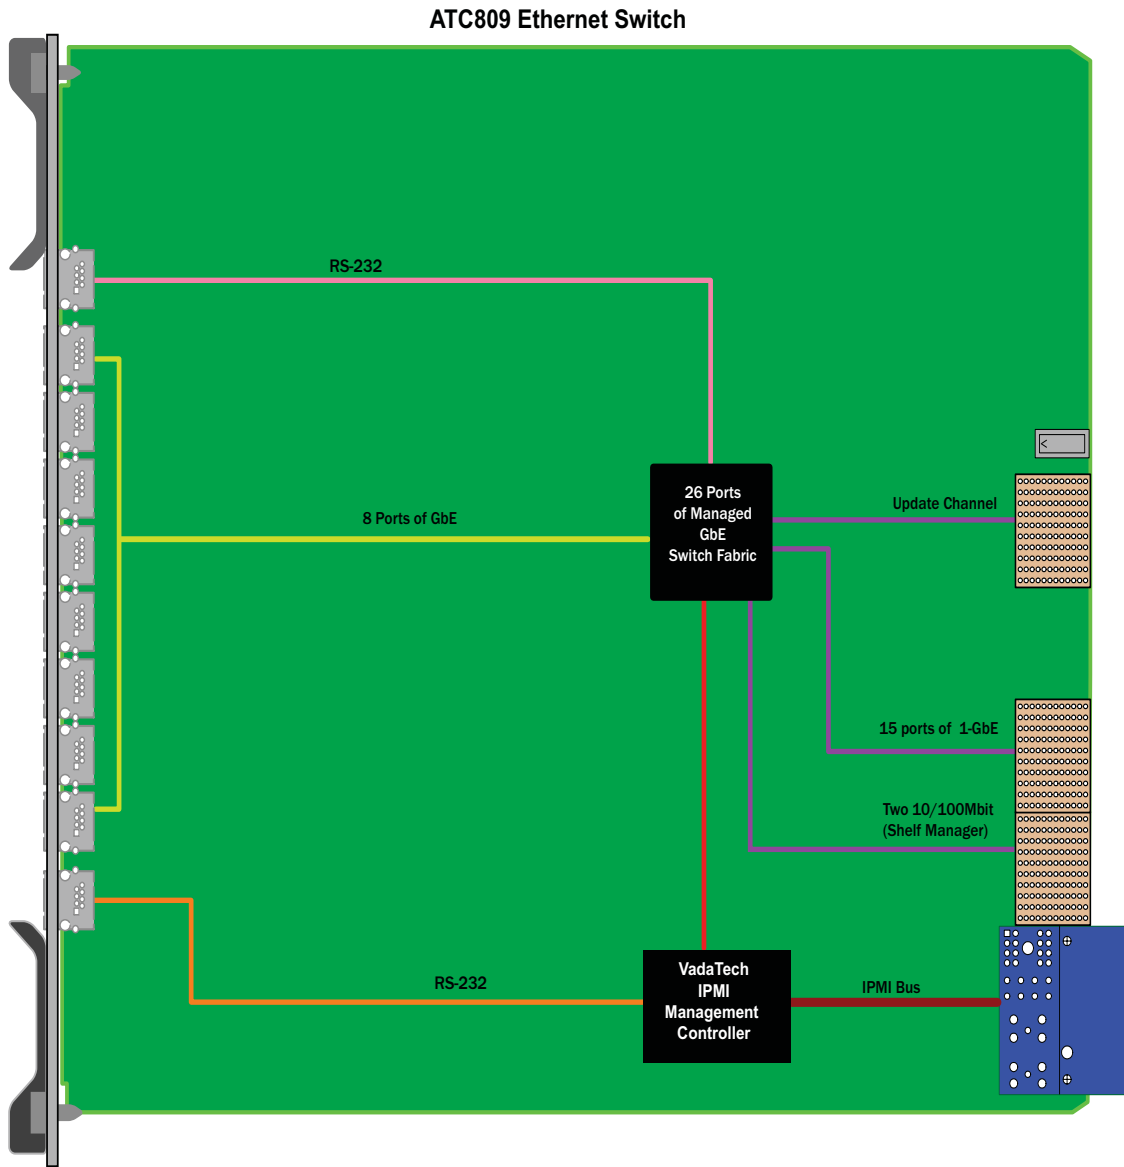 ATC809 Ethernet Switch
RS-232
26 Ports
of Managed
GbE
Switch Fabric
Update Channel
8 Ports of GbE
15 ports of 1-GbE
Two 10/100Mbit
(Shelf Manager)
VadaTech
IPMI
Management
Controller
RS-232
IPMI Bus